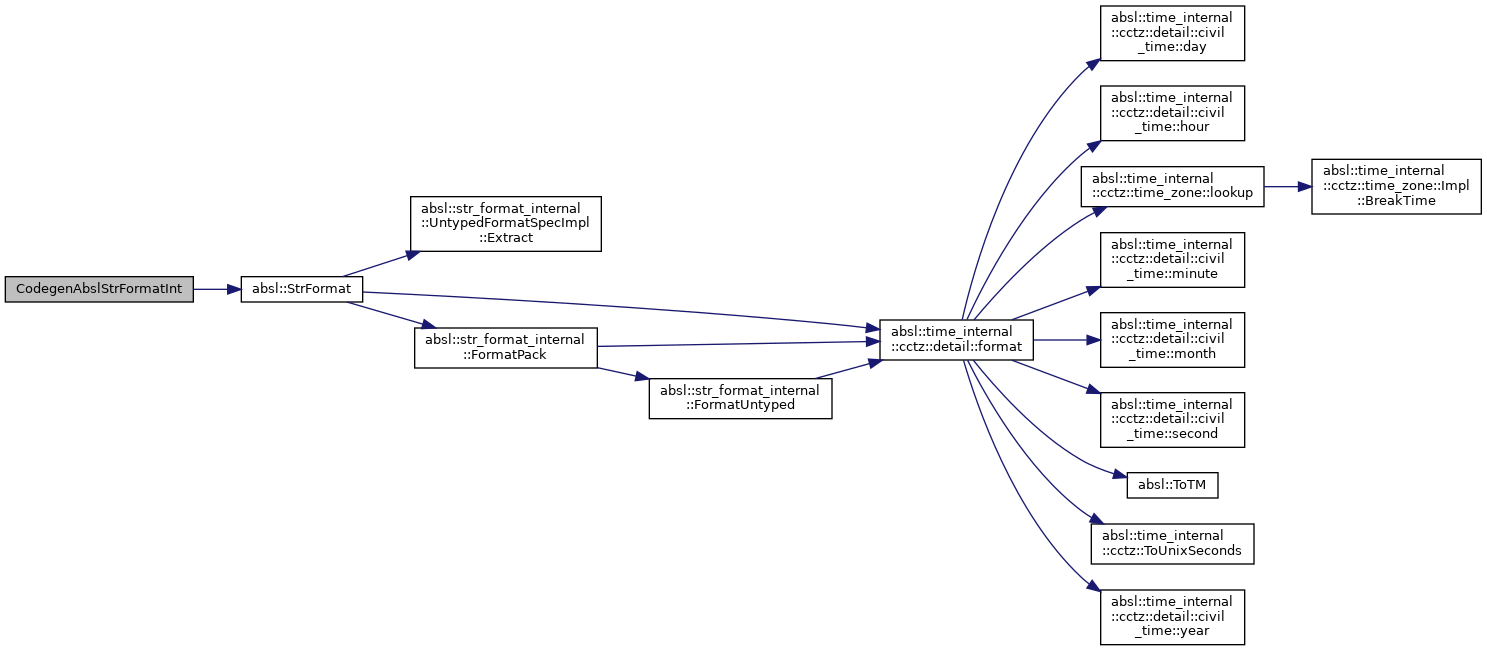 CodegenAbslStrFormatInt
absl::StrFormat
absl::str_format_internal
::UntypedFormatSpecImpl
::Extract
absl::str_format_internal
::FormatPack
absl::str_format_internal
::FormatUntyped
absl::time_internal
::cctz::detail::format
absl::time_internal
::cctz::detail::civil
_time::day
absl::time_internal
::cctz::detail::civil
_time::hour
absl::time_internal
::cctz::time_zone::lookup
absl::time_internal
::cctz::time_zone::Impl
::BreakTime
absl::time_internal
::cctz::detail::civil
_time::minute
absl::time_internal
::cctz::detail::civil
_time::month
absl::time_internal
::cctz::detail::civil
_time::second
absl::ToTM
absl::time_internal
::cctz::ToUnixSeconds
absl::time_internal
::cctz::detail::civil
_time::year